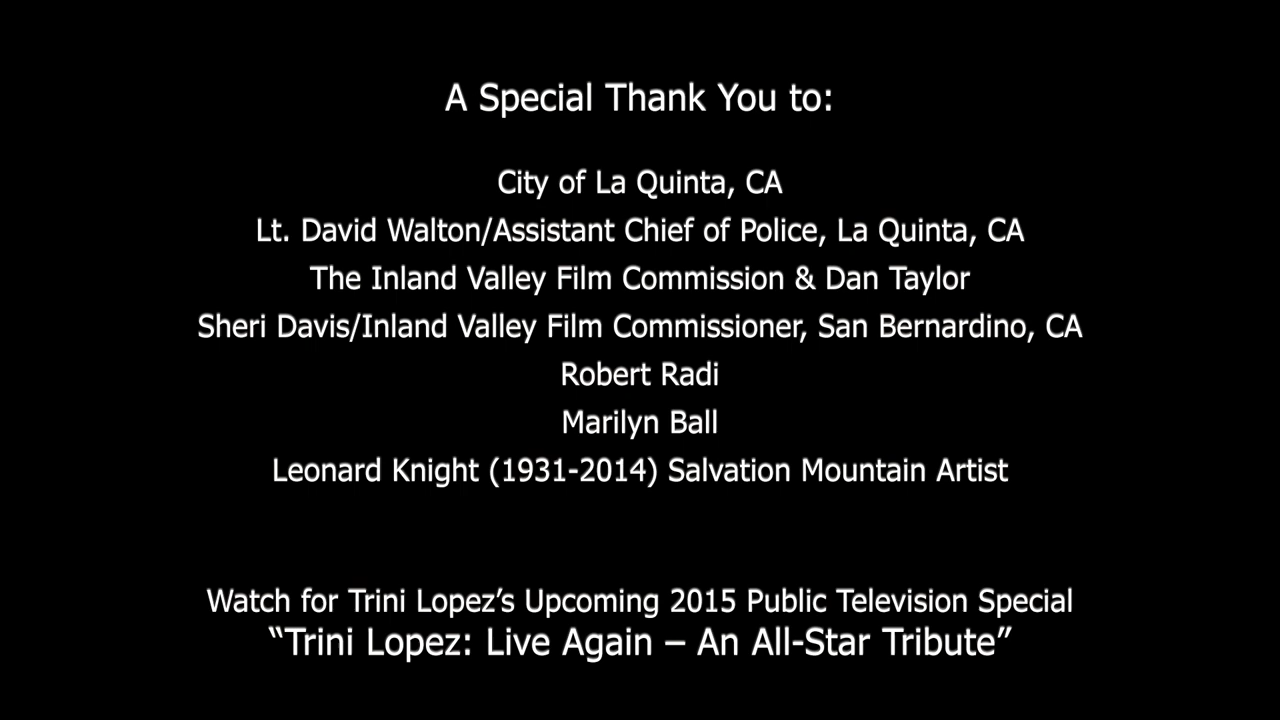 A Special Thank You to:
City of La Quinta, CA
Lt. David Walton/Assistant Chief of Police, La Quinta, CA
The Inland Valley Film Commission & Dan Taylor
Sheri Davis/Inland Valley Film Commissioner, San Bernardino, CA
Robert Radi
Marilyn Ball
Leonard Knight (1931-2014) Salvation Mountain Artist
Watch for Trini Lopez’s Upcoming 2015 Public Television Special
“Trini Lopez: Live Again – An All-Star Tribute”